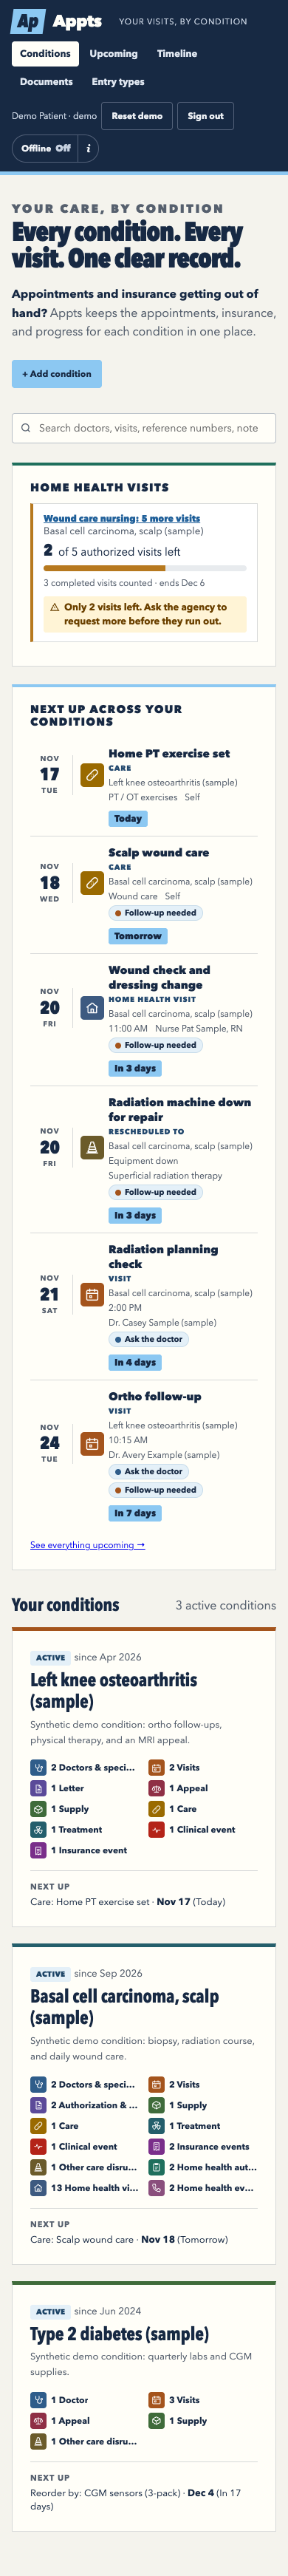 Ap Appts YOUR VISITS, BY CONDITION
Conditions Upcoming Timeline
Documents Entry types
Demo Patient · demo Reset demo Sign out
Offline Off i
YOUR CARE, BY CONDITION
Every condition. Every
visit. One clear record.
Appointments and insurance getting out of
hand? Appts keeps the appointments, insurance,
and progress for each condition in one place.
+ Add condition
Search doctors, visits, reference numbers, note
HOME HEALTH VISITS
Wound care nursing: 5 more visits
Basal cell carcinoma, scalp (sample)
2 of 5 authorized visits left
3 completed visits counted · ends Dec 6
Only 2 visits left. Ask the agency to
request more before they run out.
NEXT UP ACROSS YOUR
CONDITIONS
NOV
17
TUE
Home PT exercise set
CARE
Left knee osteoarthritis (sample)
PT / OT exercises Self
Today
NOV
18
WED
Scalp wound care
CARE
Basal cell carcinoma, scalp (sample)
Wound care Self
Follow-up needed
Tomorrow
NOV
20
FRI
Wound check and
dressing change
HOME HEALTH VISIT
Basal cell carcinoma, scalp (sample)
11:00 AM Nurse Pat Sample, RN
Follow-up needed
In 3 days
NOV
20
FRI
Radiation machine down
for repair
RESCHEDULED TO
Basal cell carcinoma, scalp (sample)
Equipment down
Superficial radiation therapy
Follow-up needed
In 3 days
NOV
21
SAT
Radiation planning
check
VISIT
Basal cell carcinoma, scalp (sample)
2:00 PM
Dr. Casey Sample (sample)
Ask the doctor
In 4 days
NOV
24
TUE
Ortho follow-up
VISIT
Left knee osteoarthritis (sample)
10:15 AM
Dr. Avery Example (sample)
Ask the doctor
Follow-up needed
In 7 days
See everything upcoming →
Your conditions 3 active conditions
ACTIVE since Apr 2026
Left knee osteoarthritis
(sample)
Synthetic demo condition: ortho follow-ups,
physical therapy, and an MRI appeal.
2 Doctors & speci... 2 Visits
1 Letter 1 Appeal
1 Supply 1 Care
1 Treatment 1 Clinical event
1 Insurance event
NEXT UP
Care: Home PT exercise set · Nov 17 (Today)
ACTIVE since Sep 2026
Basal cell carcinoma, scalp
(sample)
Synthetic demo condition: biopsy, radiation course,
and daily wound care.
2 Doctors & speci... 2 Visits
2 Authorization & ... 1 Supply
1 Care 1 Treatment
1 Clinical event 2 Insurance events
1 Other care disru... 2 Home health aut...
13 Home health vi... 2 Home health ev...
NEXT UP
Care: Scalp wound care · Nov 18 (Tomorrow)
ACTIVE since Jun 2024
Type 2 diabetes (sample)
Synthetic demo condition: quarterly labs and CGM
supplies.
1 Doctor 3 Visits
1 Appeal 1 Supply
1 Other care disru...
NEXT UP
Reorder by: CGM sensors (3-pack) · Dec 4 (In 17
days)